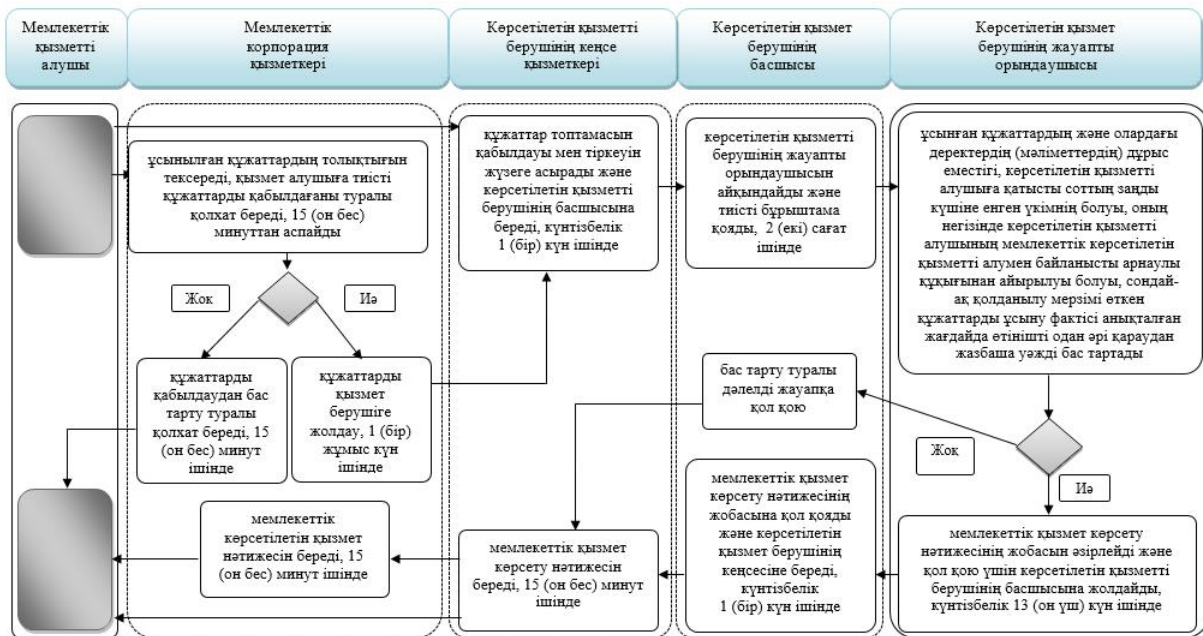 Мемлекеттік
қызметті
алушы
Мемлекеттік
корпорация
қызметкері
Көрсетілетін қызметті
берушінің кеңсе
қызметкері
Көрсетілетін қызмет
берушінің
басшысы
Көрсетілетін қызмет
берушінің жауапты
орындаушысы
ұсынылған құжаттардың толықтығын
тексереді, қызмет алушыға тиісті
құжаттарды қабылдағаны туралы
қолхат береді, 15 (он бес)
минуттан аспайды
құжаттар топтамасын
қабылдауы мен тіркеуін
жүзеге асырады және
көрсетілетін қызметті
берушінің басшысына
береді, күнтізбелік
1 (бір) күн ішінде
көрсетілетін қызметті
берушінің жауапты
орындаушысын
айқындайды және
тиісті бұрыштама
қояды, 2 (екі) сағат
ішінде
ұсынған құжаттардың және олардағы
деректердің (мәліметтердің) дұрыс
еместігі, көрсетілетін қызметті
алушыға қатысты соттың заңды
күшіне енген үкімнің болуы, оның
негізінде көрсетілетін қызметті
алушының мемлекеттік көрсетілетін
қызметті алумен байланысты арнаулы
құқығынан айырылуы болуы, сондай-
ақ қолданылу мерзімі өткен
құжаттарды ұсыну фактісі анықталған
жағдайда өтінішті одан әрі қараудан
жазбаша уәжді бас тартады
Жоқ
Иә
құжаттарды
қабылдаудан бас
тарту туралы
қолхат береді, 15
(он бес) минут
ішінде
құжаттарды
қызмет
берушіге
жолдау, 1 (бір)
жұмыс күн
ішінде
бас тарту туралы
дәлелді жауапқа
қол қою
Жоқ
Иә
мемлекеттік
көрсетілетін қызмет
нәтижесін береді, 15
(он бес) минут ішінде
мемлекеттік қызмет
көрсету нәтижесін
береді, 15 (он бес) минут
ішінде
мемлекеттік қызмет
көрсету нәтижесінің
жобасына қол қояды
және көрсетілетін
қызмет берушінің
кеңсесіне береді,
күнтізбелік
1 (бір) күн ішінде
мемлекеттік қызмет көрсету
нәтижесінің жобасын әзірлейді және
қол қою үшін көрсетілетін қызметті
берушінің басшысына жолдайды,
күнтізбелік 13 (он үш) күн ішінде